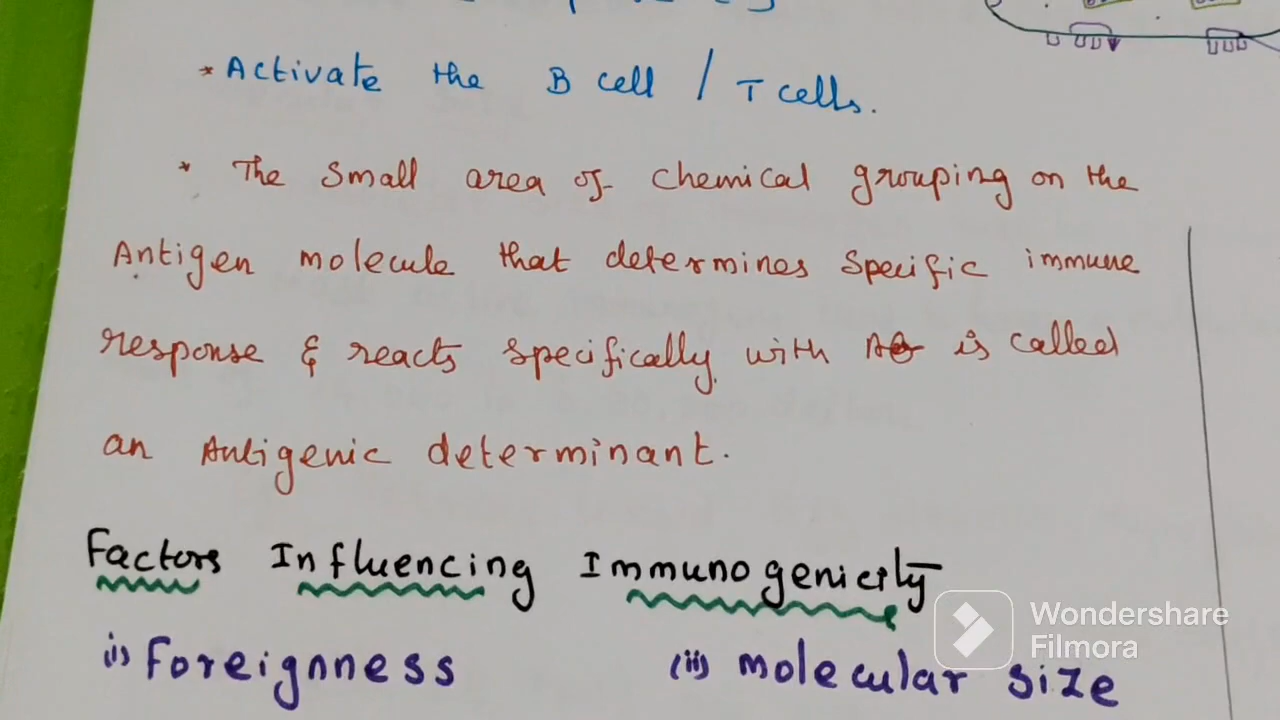 * Activate the B cell / T cells.
* The small area of chemical grouping on the
Antigen molecule that determines specific immune
response & reacts specifically with is called
an Antigenic determinant.
Factors Influencing Immunogenicity
(i) Foreignness (ii) molecular size
Wondershare
Filmora